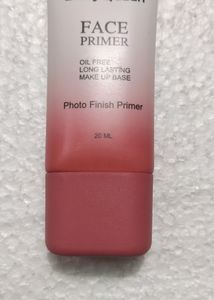 FACE
PRIMER
OIL FREE
LONG LASTING
MAKE UP BASE
Photo Finish Primer
20 ML